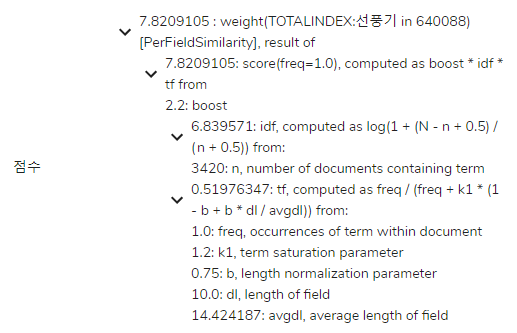 7.8209105 : weight(TOTALINDEX:선풍기 in 640088)
[PerFieldSimilarity], result of
7.8209105: score(freq=1.0), computed as boost * idf *
tf from
2.2: boost
6.839571: idf, computed as log(1 + (N - n + 0.5) /
(n + 0.5)) from:
점수
3420: n, number of documents containing term
0.51976347: tf, computed as freq / (freq + k1 * (1
- b + b * dl / avgdl)) from:
1.0: freq, occurrences of term within document
1.2: k1, term saturation parameter
0.75: b, length normalization parameter
10.0: dl, length of field
14.424187: avgdl, average length of field